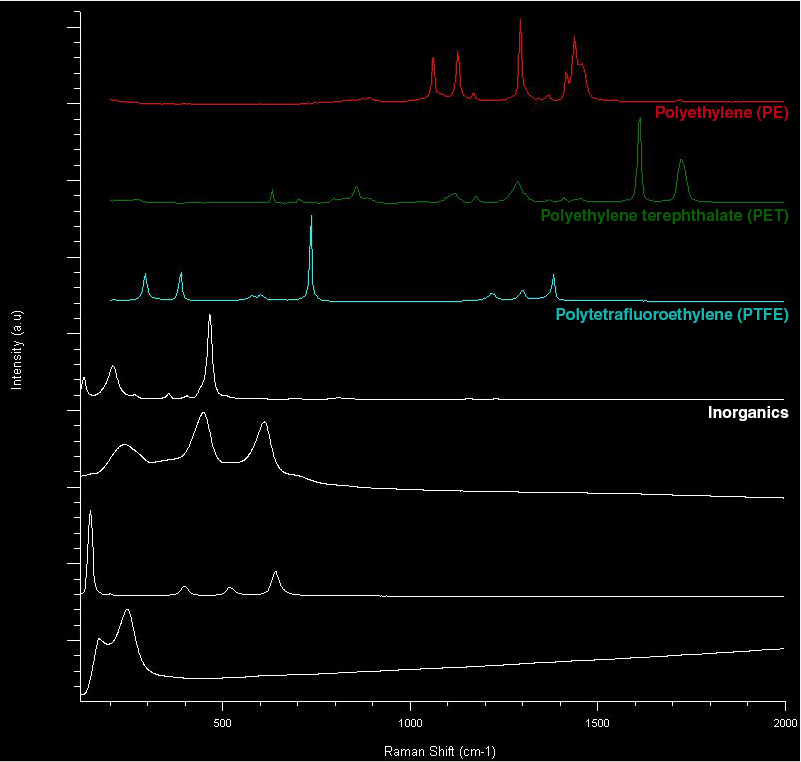 Polyethylene (PE)
Polyethylene terephthalate (PET)
Polytetrafluoroethylene (PTFE)
Intensity (a.u)
Inorganics
500
1000
1500
2000
Raman Shift (cm-1)